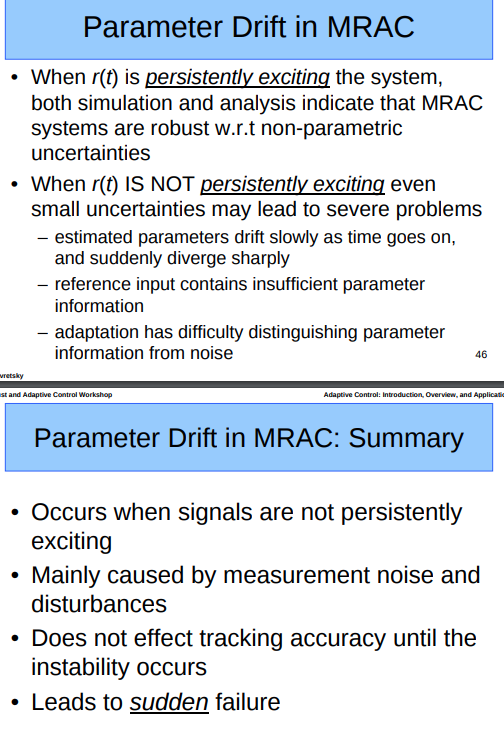 Parameter Drift in MRAC
• When r(t) is persistently exciting the system,
both simulation and analysis indicate that MRAC
systems are robust w.r.t non-parametric
uncertainties
• When r(t) IS NOT persistently exciting even
small uncertainties may lead to severe problems
– estimated parameters drift slowly as time goes on,
and suddenly diverge sharply
– reference input contains insufficient parameter
information
– adaptation has difficulty distinguishing parameter
information from noise
46
vretsky
st and Adaptive Control Workshop
Adaptive Control: Introduction, Overview, and Applicatio
Parameter Drift in MRAC: Summary
• Occurs when signals are not persistently
exciting
• Mainly caused by measurement noise and
disturbances
• Does not effect tracking accuracy until the
instability occurs
• Leads to sudden failure